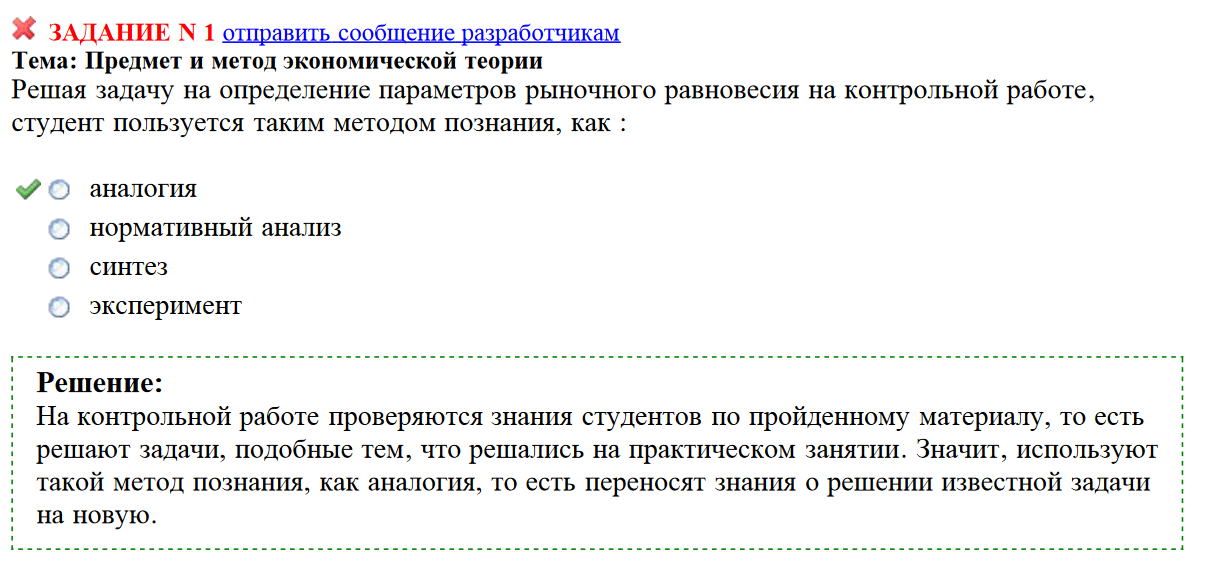 ЗАДАНИЕ N 1 отправить сообщение разработчикам
Тема: Предмет и метод экономической теории
Решая задачу на определение параметров рыночного равновесия на контрольной работе,
студент пользуется таким методом познания, как :
аналогия
нормативный анализ
синтез
эксперимент
Решение:
На контрольной работе проверяются знания студентов по пройденному материалу, то есть
решают задачи, подобные тем, что решались на практическом занятии. Значит, используют
такой метод познания, как аналогия, то есть переносят знания о решении известной задачи
на новую.